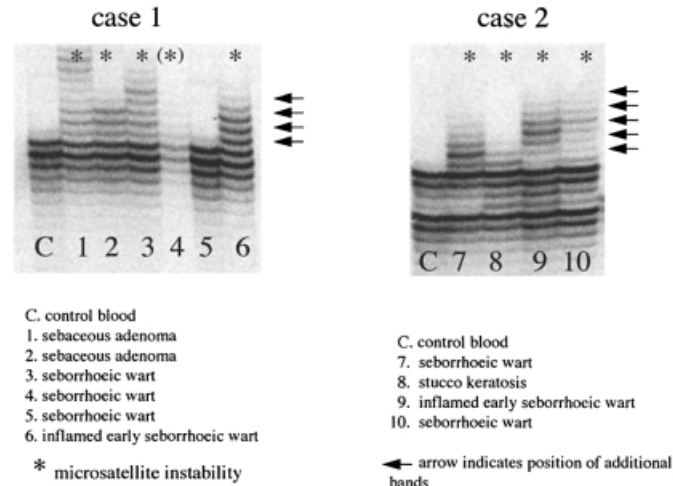 case 1
* * * (*) *
C 1 2 3 4 5 6
C. control blood
1. sebaceous adenoma
2. sebaceous adenoma
3. seborrhoeic wart
4. seborrhoeic wart
5. seborrhoeic wart
6. inflamed early seborrhoeic wart
* microsatellite instability
case 2
* * * *
C 7 8 9 10
C. control blood
7. seborrhoeic wart
8. stucco keratosis
9. inflamed early seborrhoeic wart
10. seborrhoeic wart
arrow indicates position of additional
bands